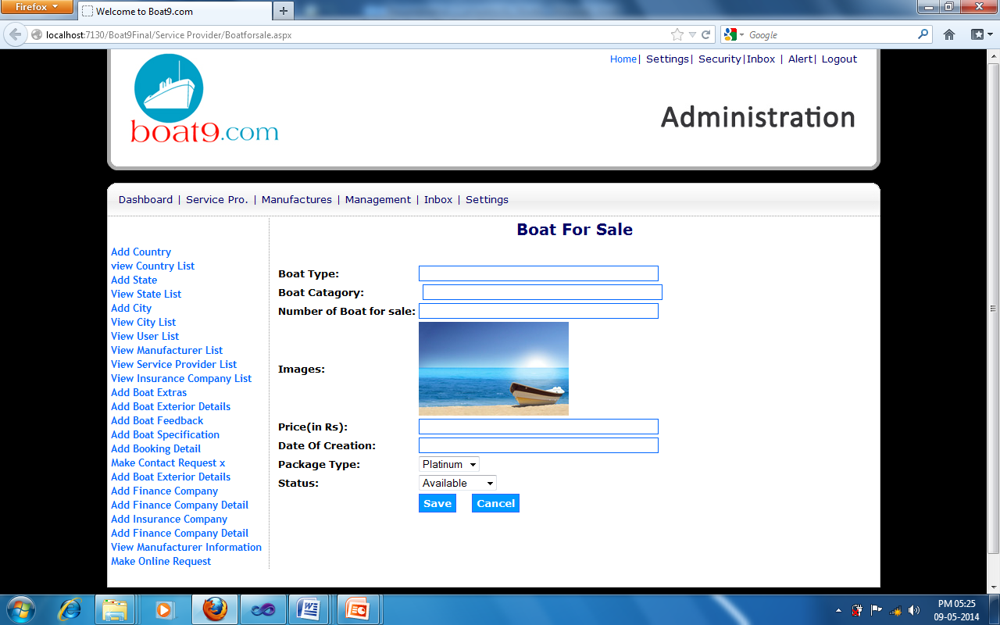 Firefox
Welcome to Boat9.com
localhost:7130/Boat9Final/Service Provider/Boatforsale.aspx
Google
Home| Settings| Security|Inbox | Alert| Logout
boat9.com
Administration
Dashboard | Service Pro. | Manufactures | Management | Inbox | Settings
Boat For Sale
Add Country
view Country List
Add State
View State List
Add City
View City List
View User List
View Manufacturer List
View Service Provider List
View Insurance Company List
Add Boat Extras
Add Boat Exterior Details
Add Boat Feedback
Add Boat Specification
Add Booking Detail
Make Contact Request x
Add Boat Exterior Details
Add Finance Company
Add Finance Company Detail
Add Insurance Company
Add Finance Company Detail
View Manufacturer Information
Make Online Request
Boat Type:
Boat Catagory:
Number of Boat for sale:
Images:
Price(in Rs):
Date Of Creation:
Package Type: Platinum
Status: Available
Save Cancel
PM 05:25
09-05-2014